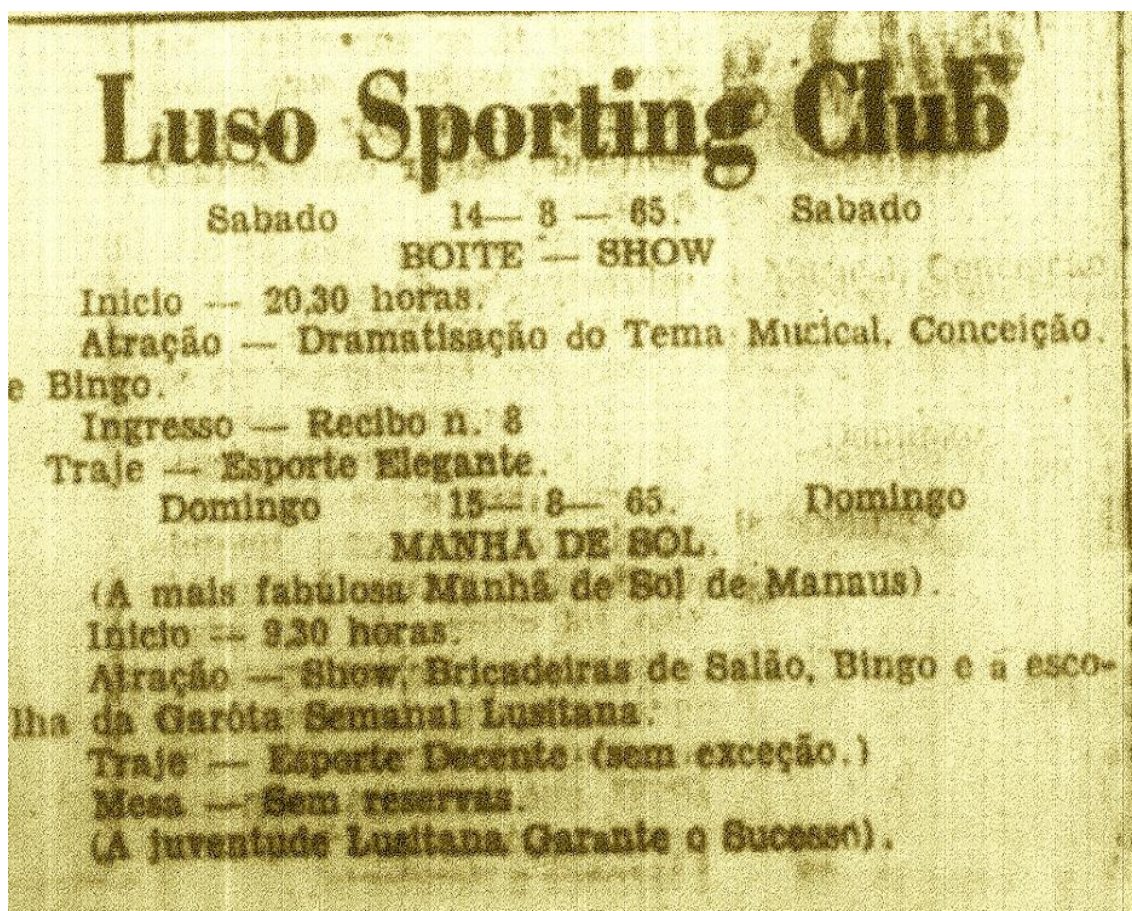 Luso Sporting Club
Sabado 14— 8 — 65. Sabado
BOITE — SHOW
Inicio — 20,30 horas.
Atração — Dramatisação do Tema Mucical, Conceição.
e Bingo.
Ingresso — Recibo n. 8
Traje — Esporte Elegante.
Domingo 15— 8— 65. Domingo
MANHÃ DE SOL.
(A mais fabulosa Manhã de Sol de Manaus).
Inicio — 9,30 horas.
Atração — Show, Bricadeiras de Salão, Bingo e a esco-
lha da Garôta Semanal Lusitana.
Traje — Esporte Decente (sem exceção.)
Mesa — Sem reservas.
(A juventude Lusitana Garante o Sucesso).